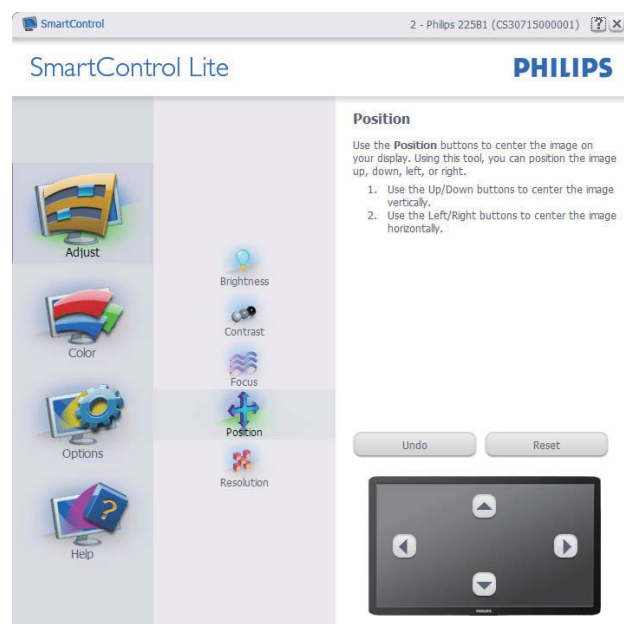 SmartControl
2 - Philips 225B1 (CS30715000001)
?
SmartControl Lite
PHILIPS
Adjust
Color
Options
?
Help
Brightness
Contrast
Focus
Position
Resolution
Position
Use the Position buttons to center the image on
your display. Using this tool, you can position the image
up, down, left, or right.
1. Use the Up/Down buttons to center the image
vertically.
2. Use the Left/Right buttons to center the image
horizontally.
Undo
Reset
PHILIPS